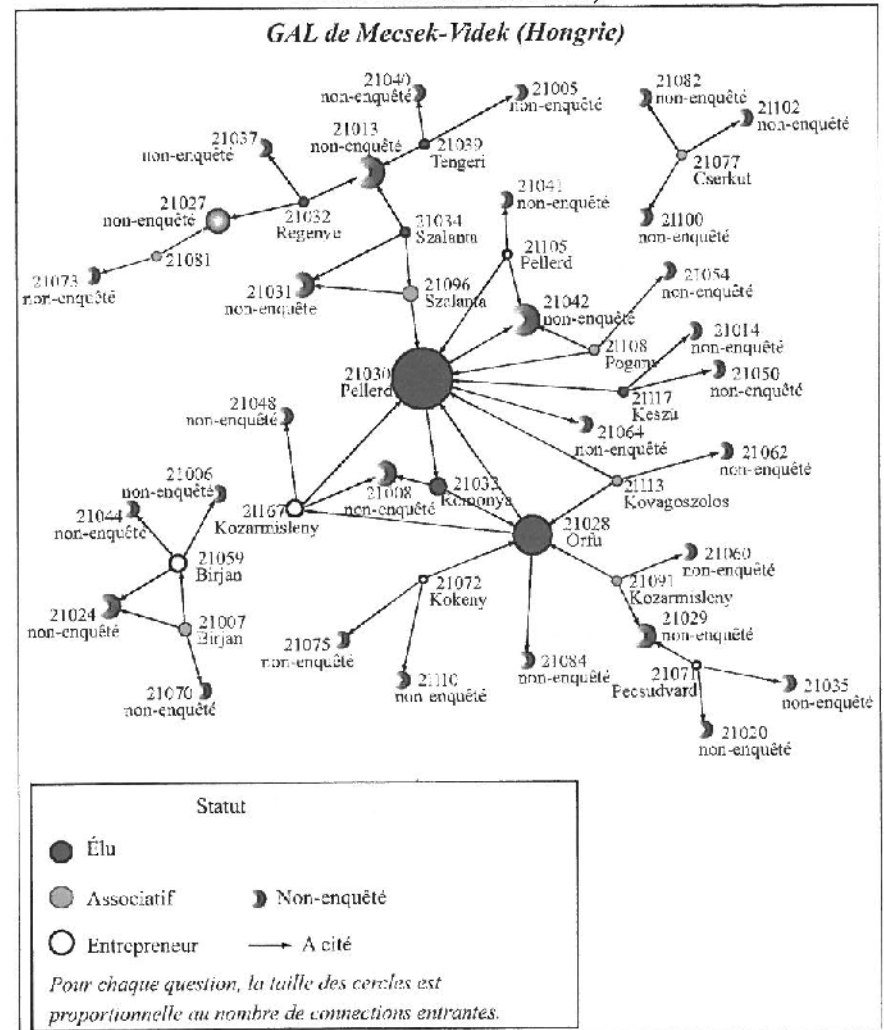 GAL de Mecsek-Videk (Hongrie)
21040
non-enquêté
21005
non-enquêté
21082
non-enquêté
21102
non-enquêté
21037
non-enquêté
21013
non-enquêté
21039
Tengeri
21077
Cserkut
21027
non-enquêté
21032
Regenye
21041
non-enquêté
21034
Szalanta
21100
non-enquêté
21081
21105
Pellerd
21073
non-enquêté
21031
non-enquêté
21096
Szalanta
21054
non-enquêté
21042
non-enquêté
21014
non-enquêté
21108
Pogany
21030
Pellerd
21050
non-enquêté
21117
Keszu
21048
non-enquêté
21064
non-enquêté
21062
non-enquêté
21006
non-enquêté
21008
non-enquêté
21033
Komonya
21113
Kovagoszolos
21044
non-enquêté
21167
Kozarmisleny
21028
Orfu
21059
Birjan
21060
non-enquêté
21072
Kokeny
21091
Kozarmisleny
21024
non-enquêté
21007
Birjan
21029
non-enquêté
21075
non-enquêté
21084
non-enquêté
21071
Pecsudvard
21070
non-enquêté
21110
non-enquêté
21035
non-enquêté
21020
non-enquêté
Statut
Élu
Associatif
Non-enquêté
Entrepreneur
A cité
Pour chaque question, la taille des cercles est
proportionnelle au nombre de connections entrantes.